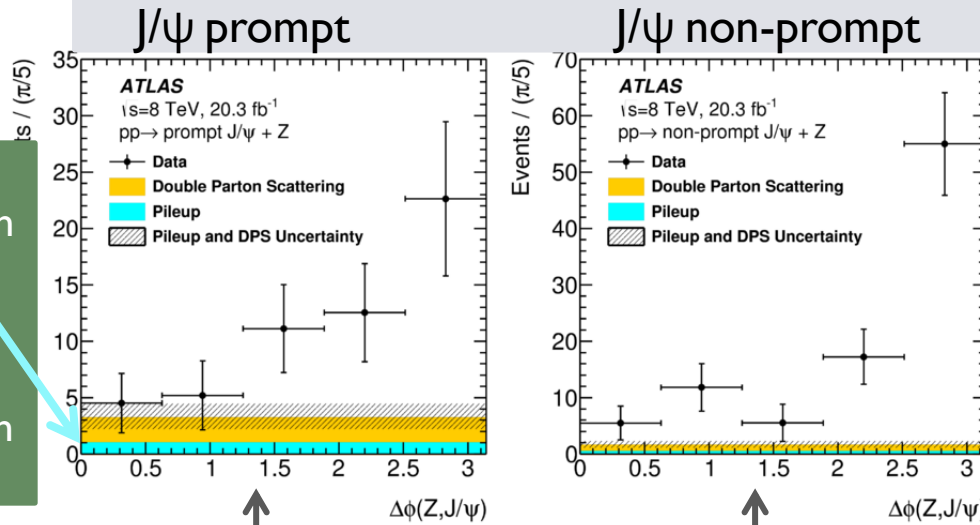 J/ψ prompt
J/ψ non-prompt
ATLAS
√s=8 TeV, 20.3 fb⁻¹
pp→ prompt J/ψ + Z
Data
Double Parton Scattering
Pileup
Pileup and DPS Uncertainty
/ (π/5)
35
30
25
20
15
10
5
0
0 0.5 1 1.5 2 2.5 3
Δϕ(Z,J/ψ)
ATLAS
√s=8 TeV, 20.3 fb⁻¹
pp→ non-prompt J/ψ + Z
Data
Double Parton Scattering
Pileup
Pileup and DPS Uncertainty
Events / (π/5)
70
60
50
40
30
20
10
0
0 0.5 1 1.5 2 2.5 3
Δϕ(Z,J/ψ